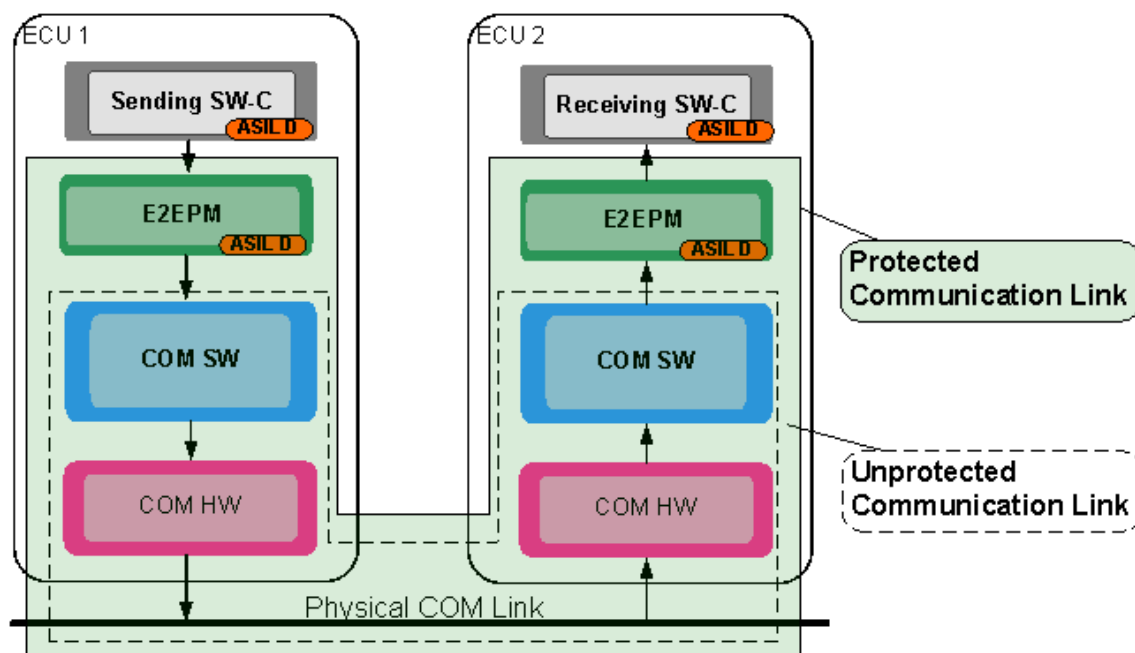 ECU 1
ECU 2
Sending SW-C
ASIL D
Receiving SW-C
ASIL D
E2EPM
ASIL D
E2EPM
ASIL D
Protected
Communication Link
COM SW
COM SW
Unprotected
Communication Link
COM HW
COM HW
Physical COM Link